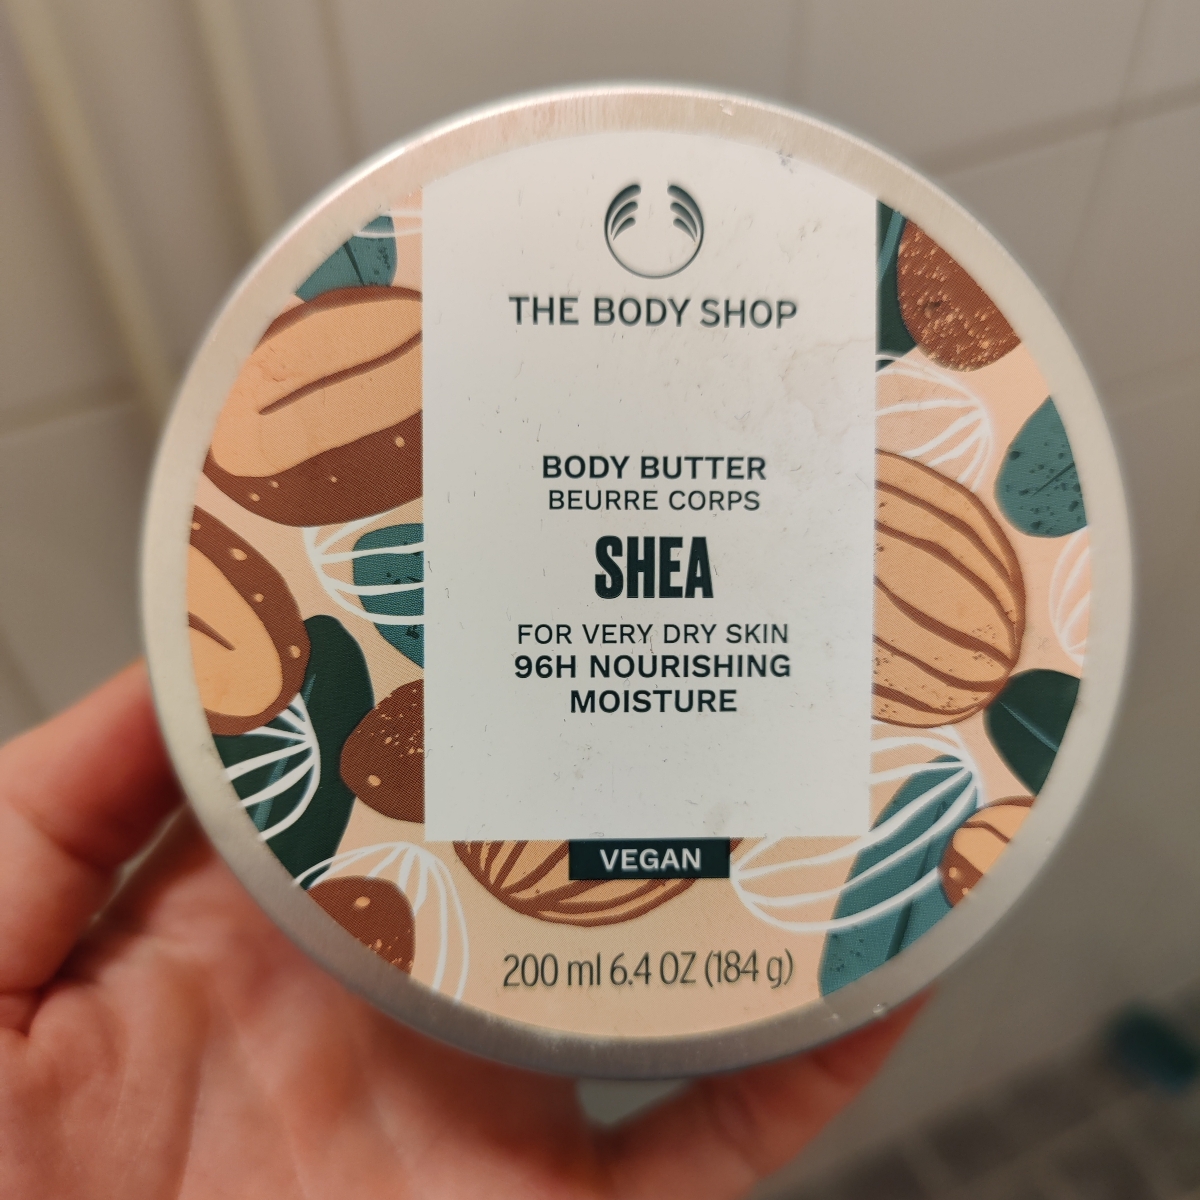 THE BODY SHOP
BODY BUTTER
BEURRE CORPS
SHEA
FOR VERY DRY SKIN
96H NOURISHING
MOISTURE
VEGAN
200 ml 6.4 OZ (184 g)